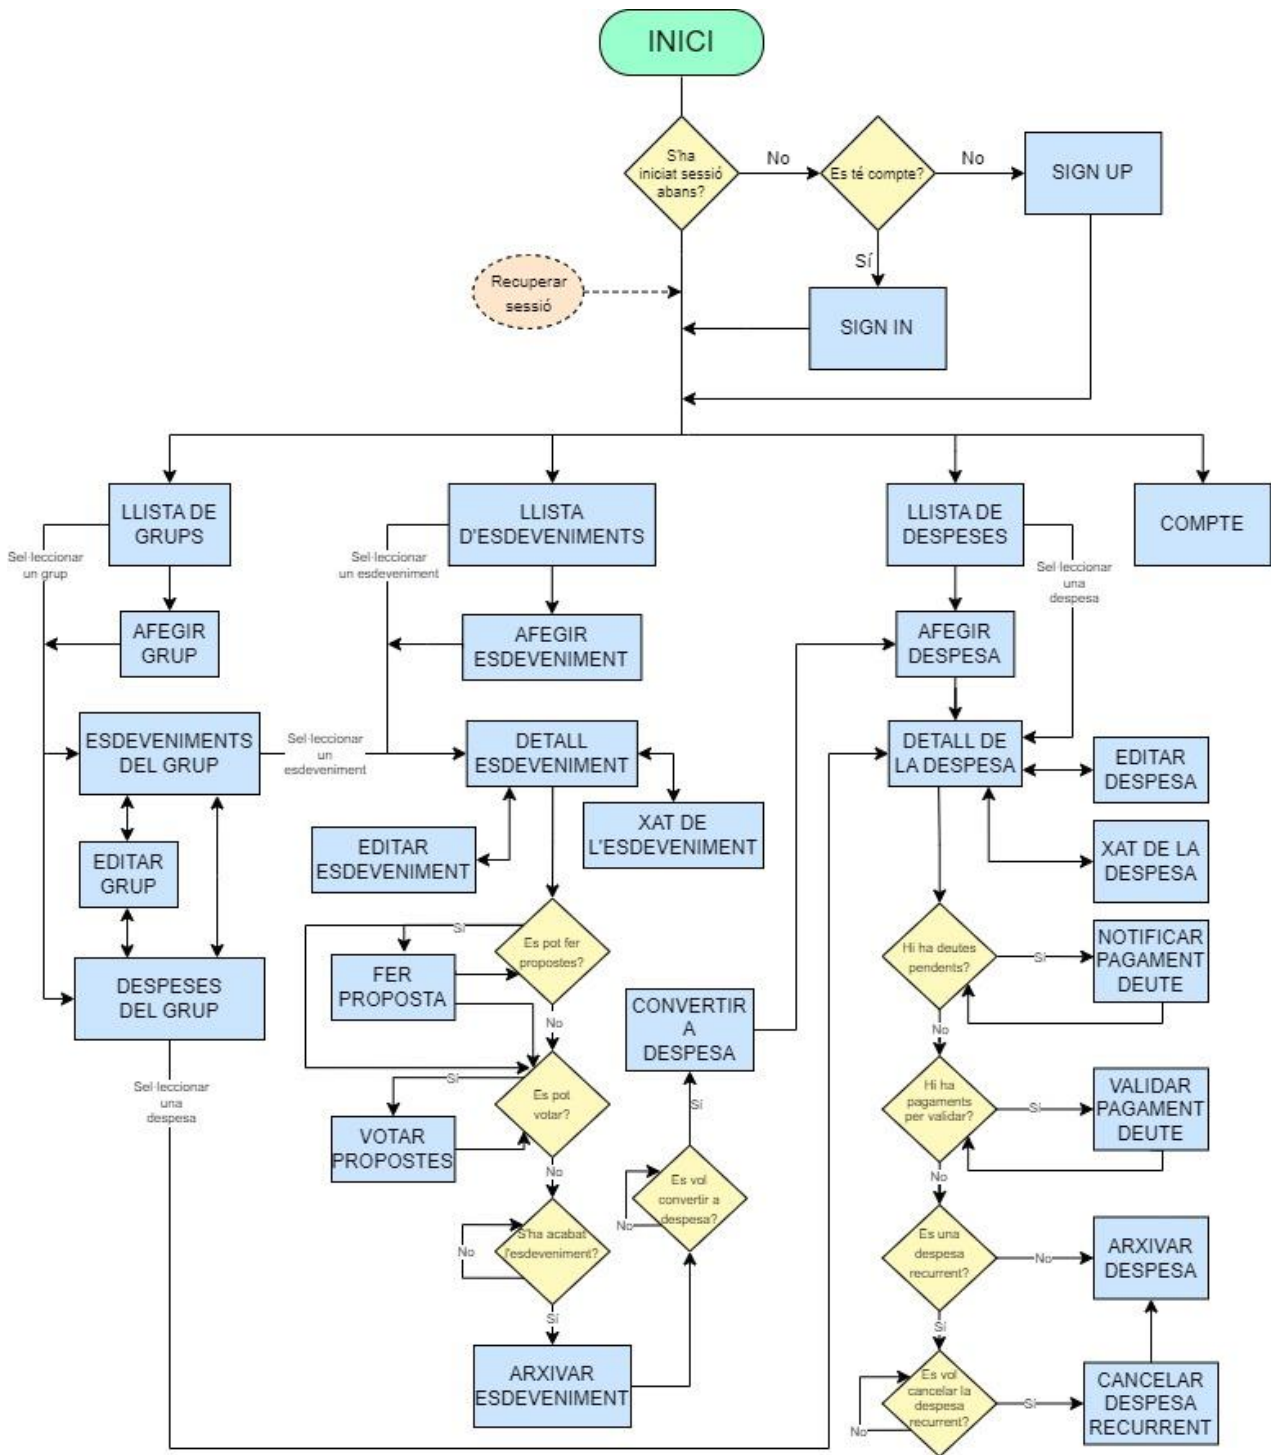 INICI
S'ha
iniciat sessió
abans?
No
Es té compte?
No
SIGN UP
Sí
Recuperar
sessió
SIGN IN
LLISTA DE
GRUPS
LLISTA
D'ESDEVENIMENTS
LLISTA DE
DESPESES
COMPTE
Sel·leccionar
un grup
Sel·leccionar
un esdeveniment
Sel·leccionar
una
despesa
AFEGIR
GRUP
AFEGIR
ESDEVENIMENT
AFEGIR
DESPESA
ESDEVENIMENTS
DEL GRUP
Sel·leccionar
un
esdeveniment
DETALL
ESDEVENIMENT
DETALL DE
LA DESPESA
EDITAR
DESPESA
EDITAR
GRUP
EDITAR
ESDEVENIMENT
XAT DE
L'ESDEVENIMENT
XAT DE LA
DESPESA
DESPESES
DEL GRUP
Sí
Es pot fer
propostes?
FER
PROPOSTA
No
CONVERTIR
A
DESPESA
Hi ha deutes
pendents?
Sí
NOTIFICAR
PAGAMENT
DEUTE
No
Sel·leccionar
una
despesa
Sí
Es pot
votar?
VOTAR
PROPOSTES
No
Sí
Es vol
convertir a
despesa?
No
Hi ha
pagaments
per validar?
Sí
VALIDAR
PAGAMENT
DEUTE
No
S'ha acabat
l'esdeveniment?
No
Sí
Es una
despesa
recurrent?
No
ARXIVAR
DESPESA
Sí
ARXIVAR
ESDEVENIMENT
Es vol
cancelar la
despesa
recurrent?
No
Sí
CANCELAR
DESPESA
RECURRENT